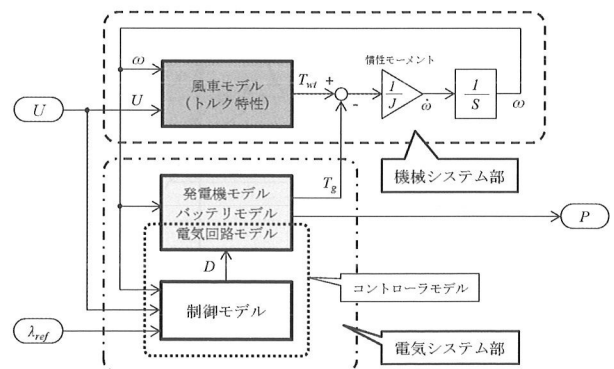 ω
U
U
風車モデル
(トルク特性)
T_wt
+
-
慣性モーメント
1/J
ω̇
1/S
ω
機械システム部
発電機モデル
バッテリモデル
電気回路モデル
T_g
P
D
制御モデル
コントローラモデル
λ_ref
電気システム部